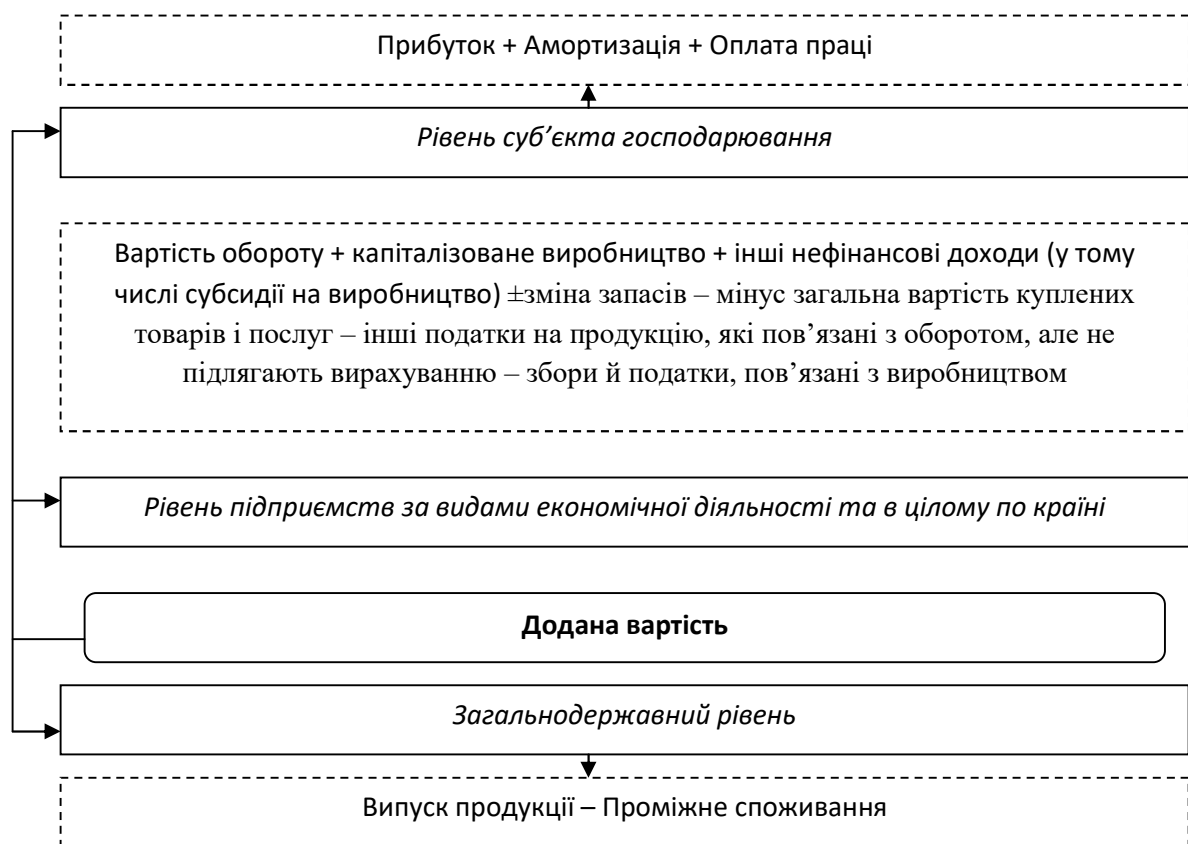 Прибуток + Амортизація + Оплата праці
Рівень суб’єкта господарювання
Вартість обороту + капіталізоване виробництво + інші нефінансові доходи (у тому
числі субсидії на виробництво) ±зміна запасів – мінус загальна вартість куплених
товарів і послуг – інші податки на продукцію, які пов’язані з оборотом, але не
підлягають вирахуванню – збори й податки, пов’язані з виробництвом
Рівень підприємств за видами економічної діяльності та в цілому по країні
Додана вартість
Загальнодержавний рівень
Випуск продукції – Проміжне споживання